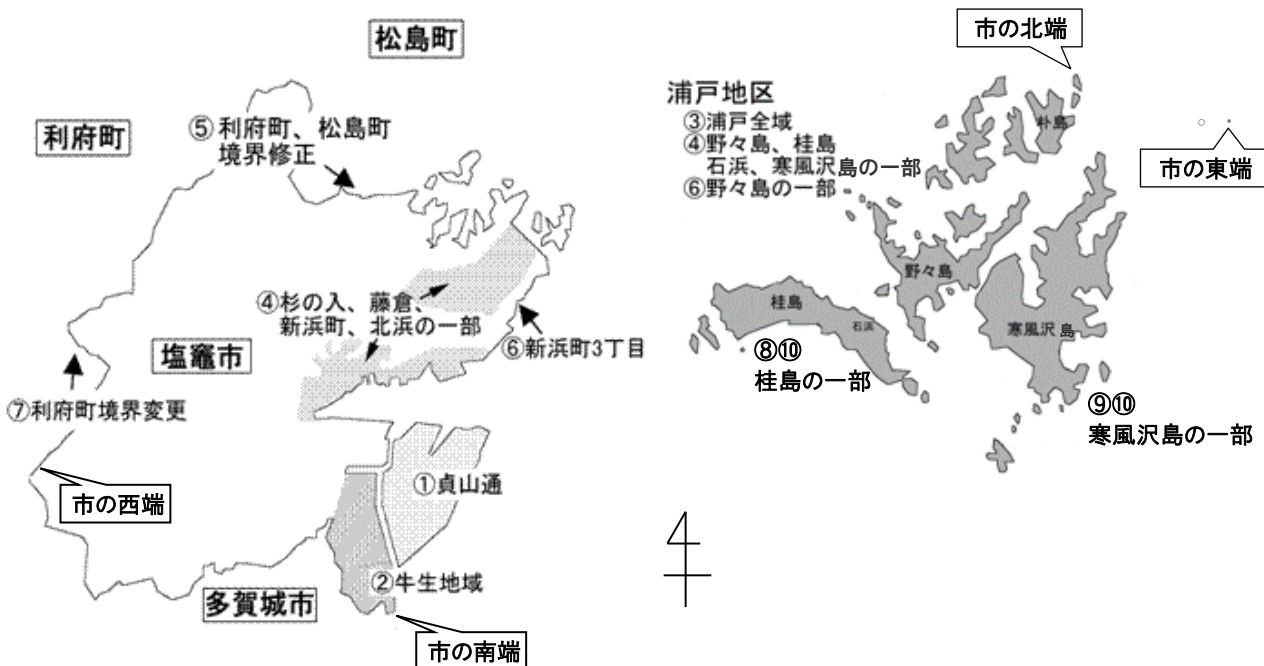 松島町
利府町
⑤利府町、松島町
境界修正
④杉の入、藤倉、
新浜町、北浜の一部
塩竈市
⑥新浜町3丁目
⑦利府町境界変更
市の西端
①貞山通
②牛生地域
多賀城市
市の南端
市の北端
浦戸地区
③浦戸全域
④野々島、桂島
石浜、寒風沢島の一部
⑥野々島の一部
朴島
市の東端
野々島
桂島
石浜
寒風沢島
⑧⑩
桂島の一部
⑨⑩
寒風沢島の一部